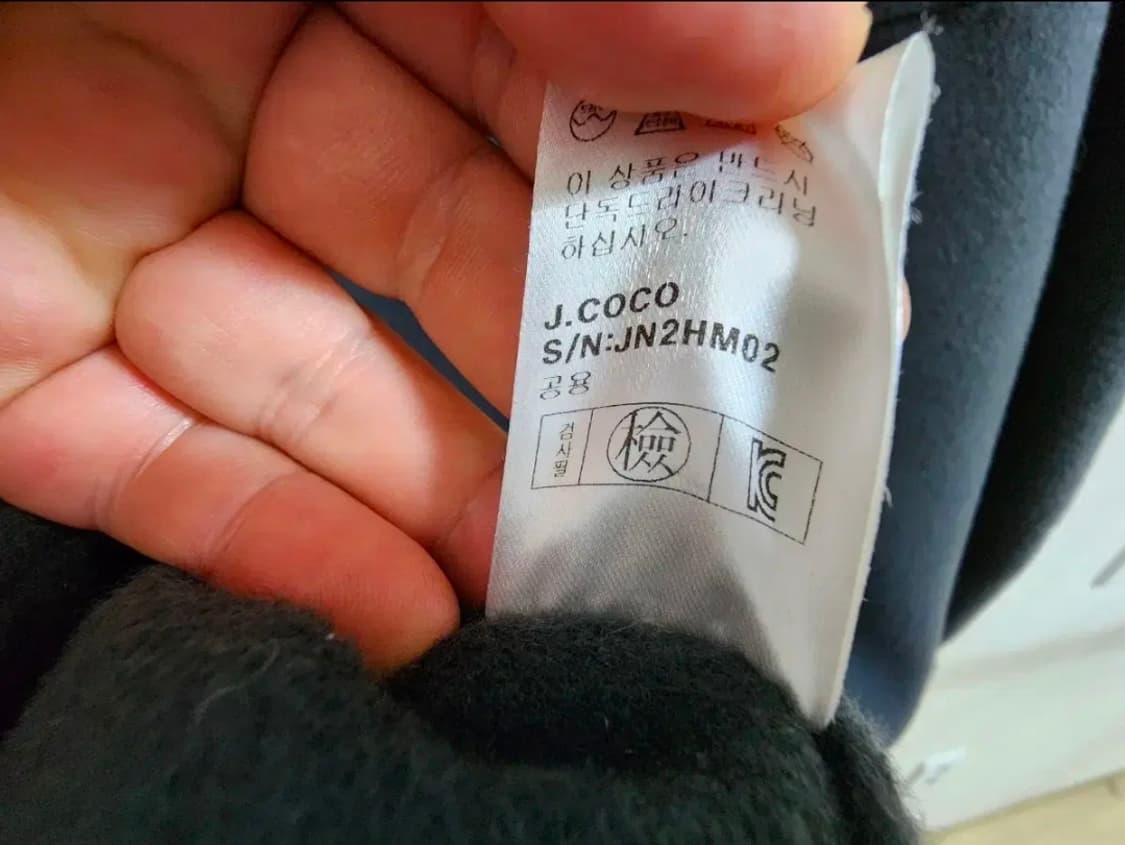 이 상품은 반드시
단독드라이크리닝
하십시오.
J.COCO
S/N:JN2HM02
공용
검사필
檢